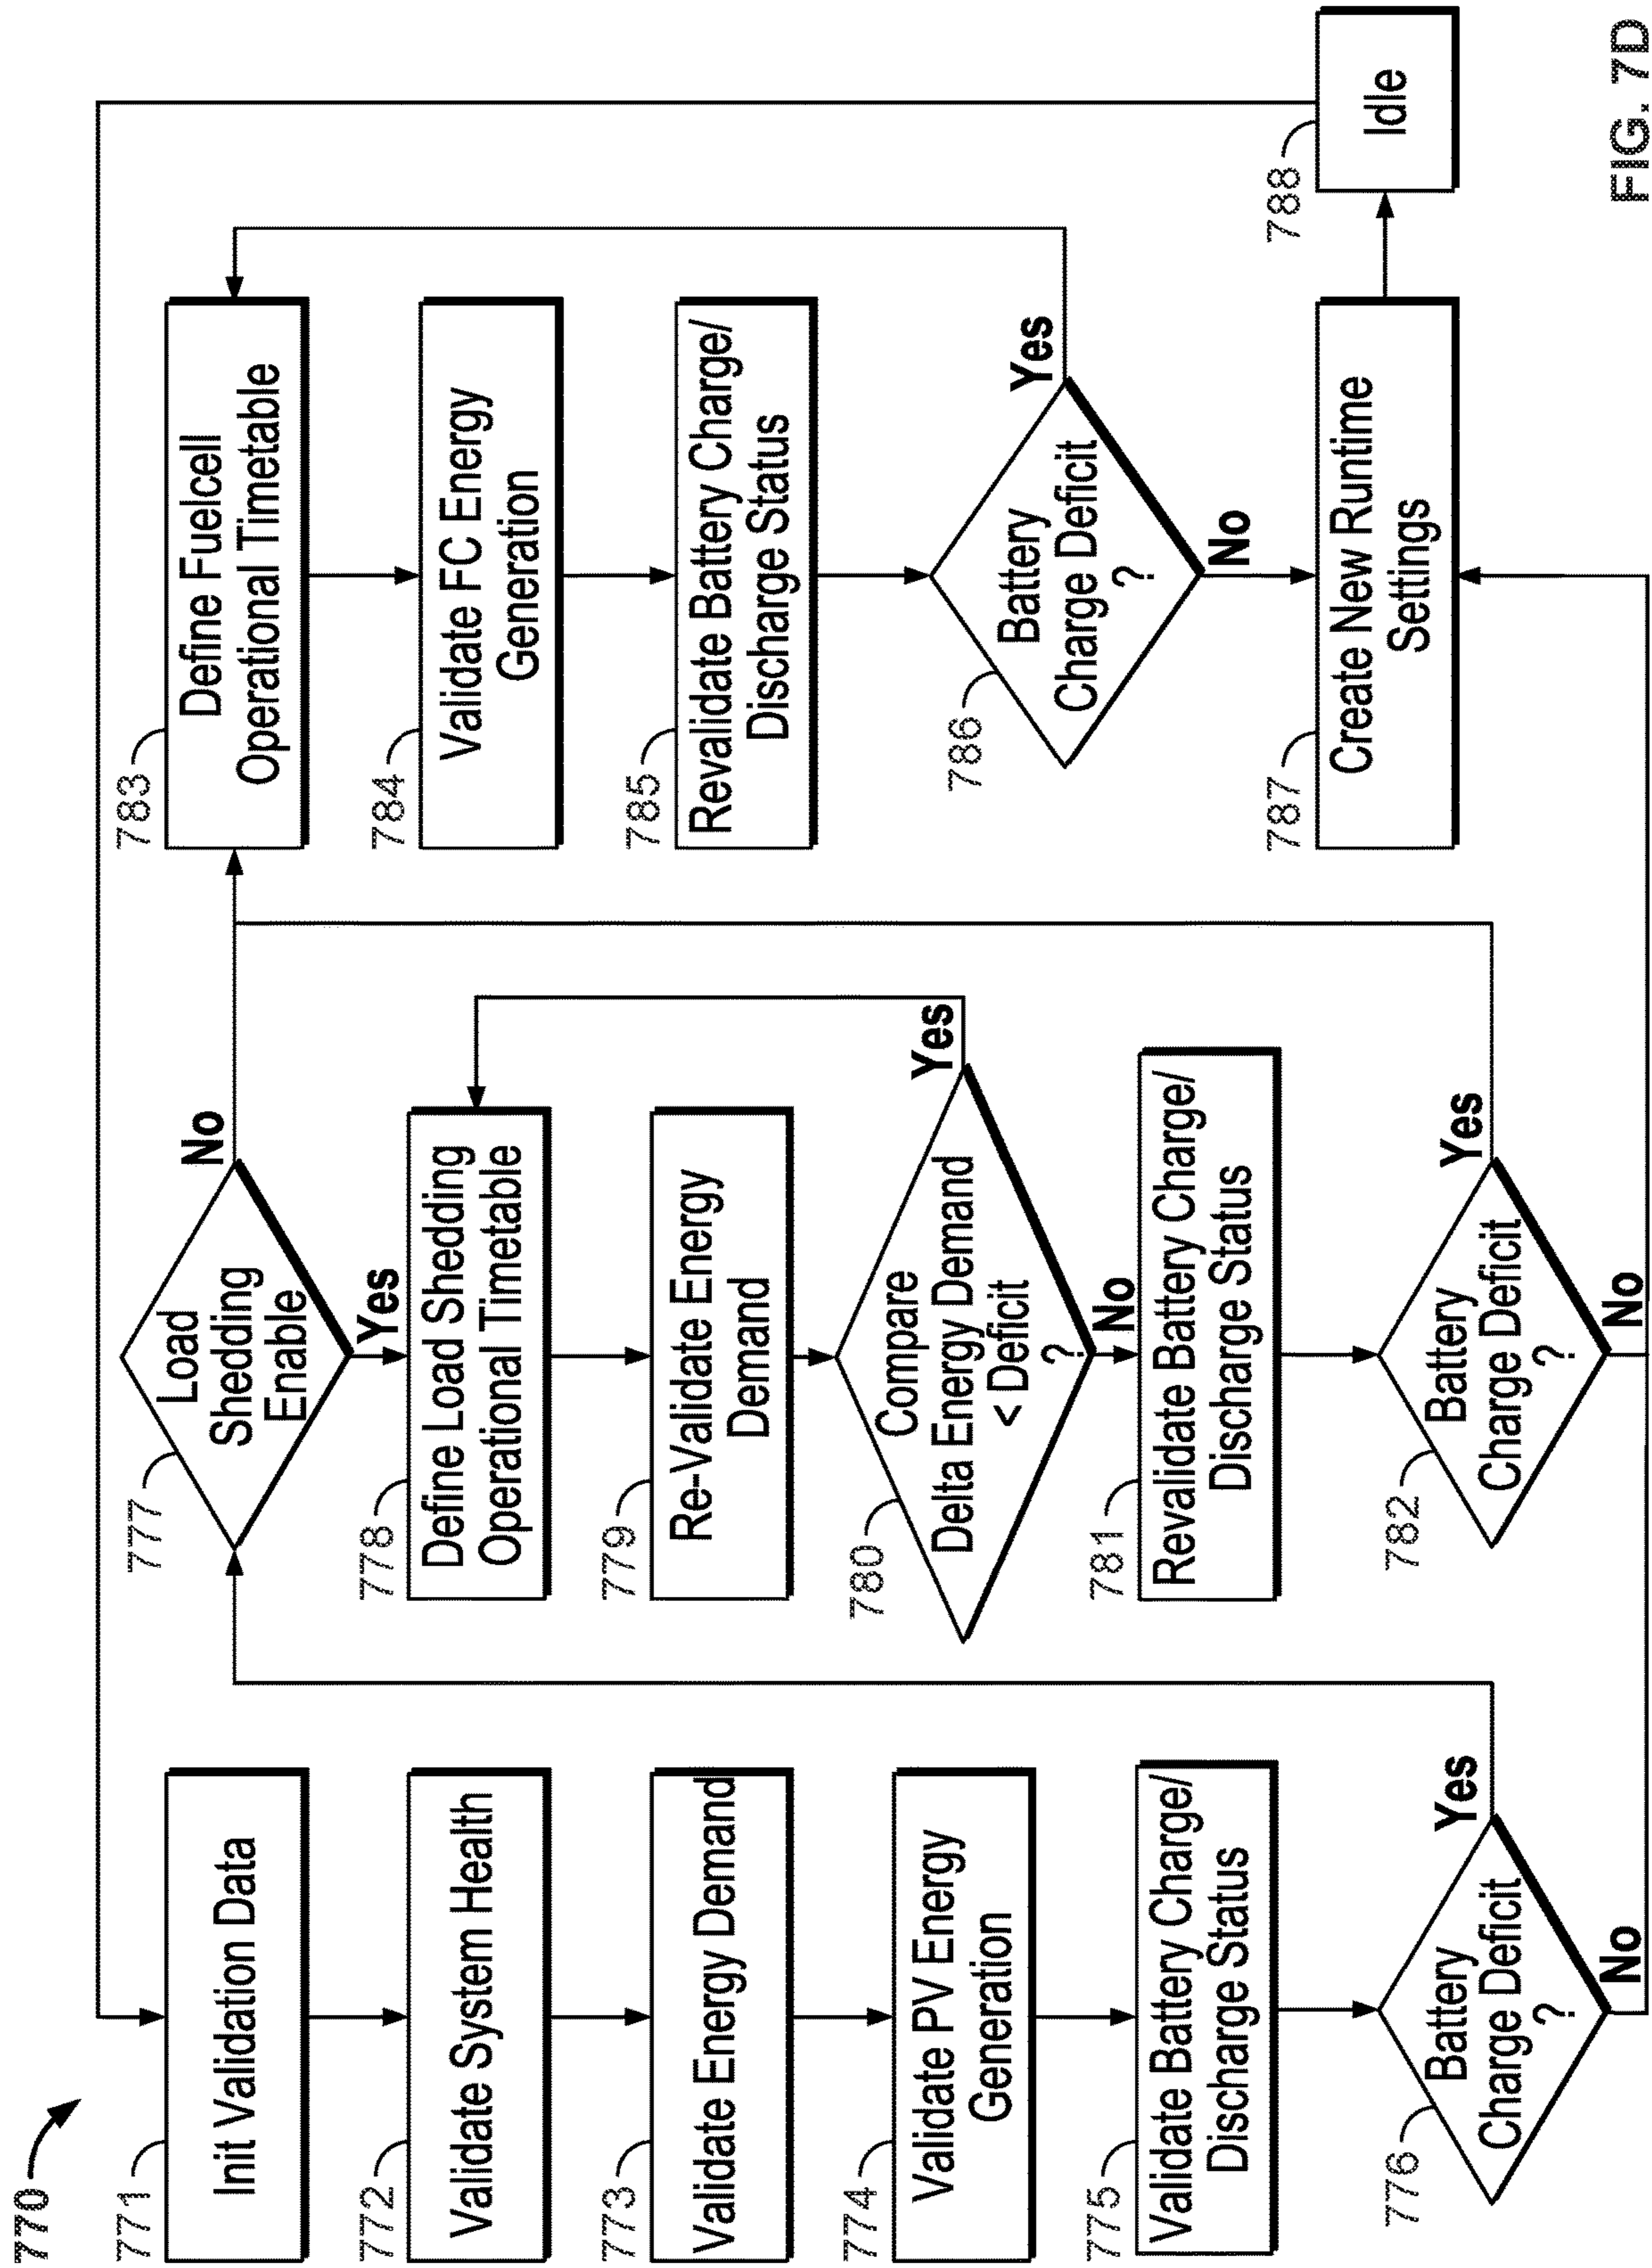 770
771
Init Validation Data
772
Validate System Health
773
Validate Energy Demand
774
Validate PV Energy
Generation
775
Validate Battery Charge/
Discharge Status
776
Battery
Charge Deficit
?
Yes
No
777
Load
Shedding
Enable
No
Yes
778
Define Load Shedding
Operational Timetable
779
Re-Validate Energy
Demand
780
Compare
Delta Energy Demand
< Deficit
?
Yes
No
781
Revalidate Battery Charge/
Discharge Status
782
Battery
Charge Deficit
?
Yes
No
783
Define Fuelcell
Operational Timetable
784
Validate FC Energy
Generation
785
Revalidate Battery Charge/
Discharge Status
786
Battery
Charge Deficit
?
Yes
No
787
Create New Runtime
Settings
788
Idle
FIG. 7D